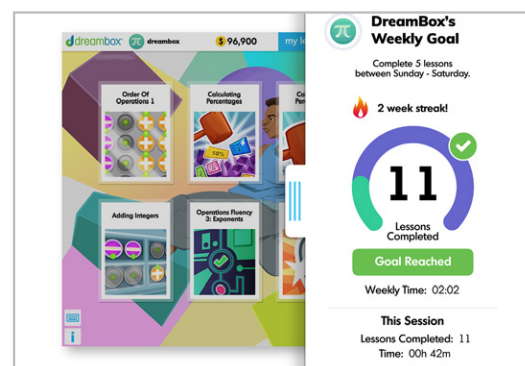 dreambox
dreambox
$ 96,900
my le
Order Of
Operations 1
Calculating
Percentages
50%
Adding Integers
Operations Fluency
3: Exponents
i
π
DreamBox's
Weekly Goal
Complete 5 lessons
between Sunday - Saturday.
2 week streak!
11
Lessons
Completed
Goal Reached
Weekly Time: 02:02
This Session
Lessons Completed: 11
Time: 00h 42m